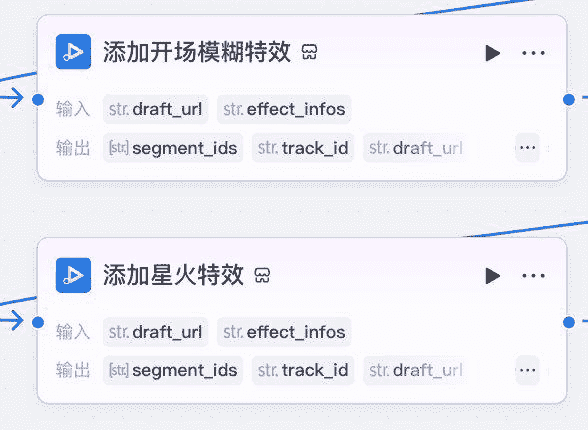 添加开场模糊特效
输入 str. draft_url str. effect_infos
输出 [str] segment_ids str. track_id str. draft_url ...
添加星火特效
输入 str. draft_url str. effect_infos
输出 [str] segment_ids str. track_id str. draft_url ...